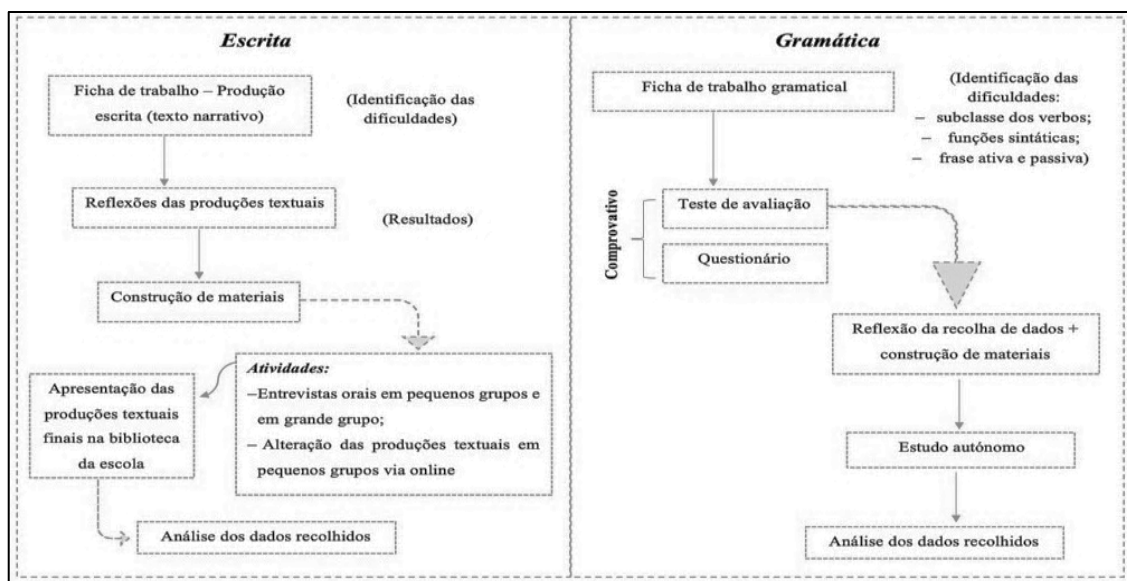 Escrita
Ficha de trabalho – Produção
escrita (texto narrativo)
(Identificação das
dificuldades)
Reflexões das produções textuais
(Resultados)
Construção de materiais
Atividades:
–Entrevistas orais em pequenos grupos e
em grande grupo;
– Alteração das produções textuais em
pequenos grupos via online
Apresentação das
produções textuais
finais na biblioteca
da escola
Análise dos dados recolhidos
Gramática
Ficha de trabalho gramatical
(Identificação das
dificuldades:
– subclasse dos verbos;
– funções sintáticas;
– frase ativa e passiva)
Comprovativo
Teste de avaliação
Questionário
Reflexão da recolha de dados +
construção de materiais
Estudo autónomo
Análise dos dados recolhidos